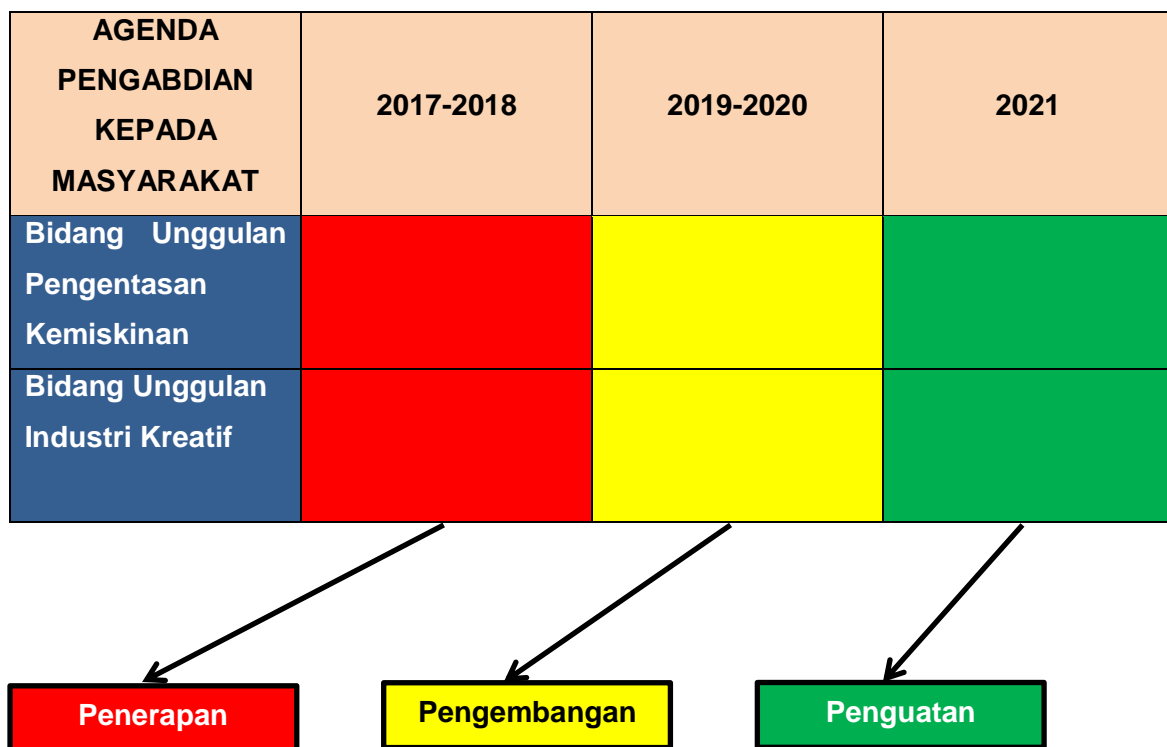 AGENDA
PENGABDIAN
KEPADA
MASYARAKAT
2017-2018
2019-2020
2021
Bidang Unggulan
Pengentasan
Kemiskinan
Bidang Unggulan
Industri Kreatif
Penerapan
Pengembangan
Penguatan